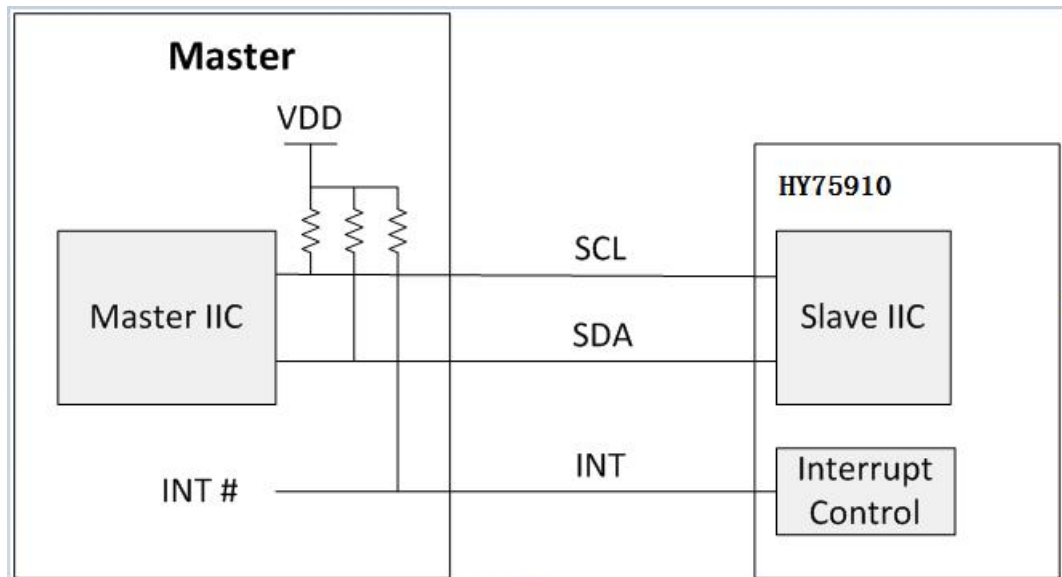 Master
VDD
HY75910
SCL
Master IIC
Slave IIC
SDA
INT
INT #
Interrupt
Control